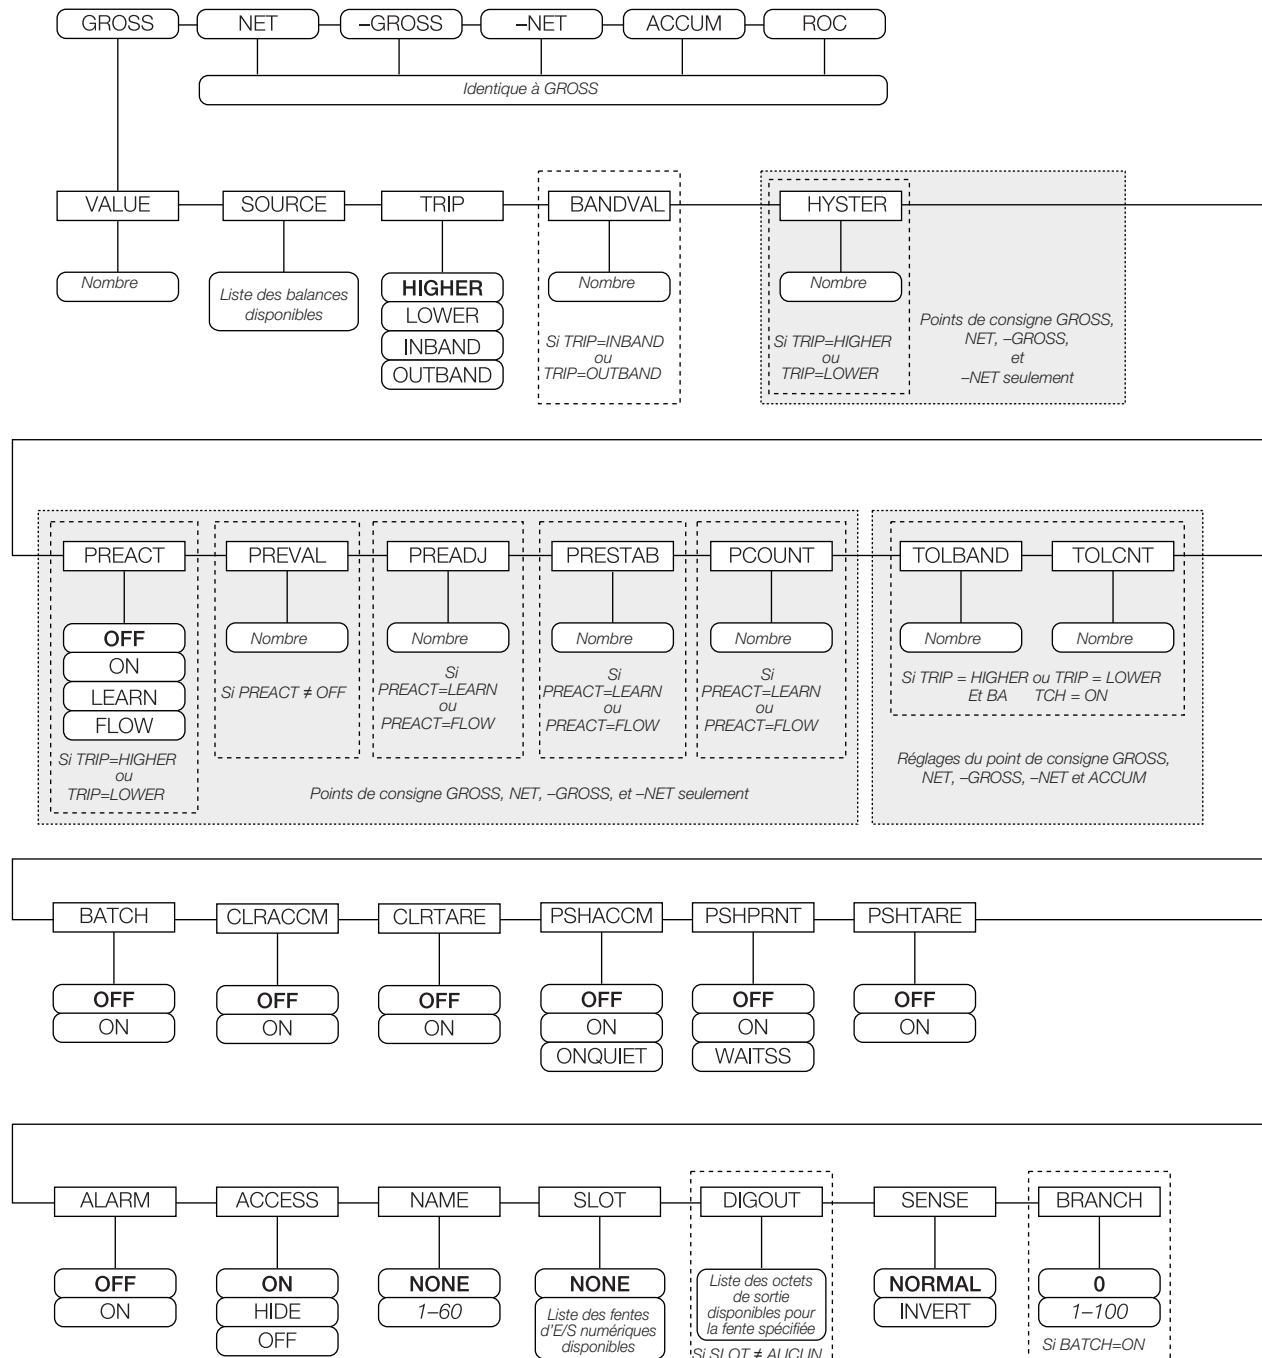 GROSS NET –GROSS –NET ACCUM ROC
Identique à GROSS
VALUE SOURCE TRIP BANDVAL HYSTER
Nombre
Liste des balances
disponibles
HIGHER
LOWER
INBAND
OUTBAND
Nombre
Si TRIP=INBAND
ou
TRIP=OUTBAND
Nombre
Si TRIP=HIGHER
ou
TRIP=LOWER
Points de consigne GROSS,
NET, –GROSS,
et
–NET seulement
PREACT PREVAL PREADJ PRESTAB PCOUNT TOLBAND TOLCNT
OFF
ON
LEARN
FLOW
Si TRIP=HIGHER
ou
TRIP=LOWER
Nombre
Si PREACT ≠ OFF
Nombre
Si
PREACT=LEARN
ou
PREACT=FLOW
Nombre
Si
PREACT=LEARN
ou
PREACT=FLOW
Nombre
Si
PREACT=LEARN
ou
PREACT=FLOW
Points de consigne GROSS, NET, –GROSS, et –NET seulement
Nombre
Nombre
Si TRIP = HIGHER ou TRIP = LOWER
Et BA TCH = ON
Réglages du point de consigne GROSS,
NET, –GROSS, –NET et ACCUM
BATCH CLRACCM CLRTARE PSHACCM PSHPRNT PSHTARE
OFF
ON
OFF
ON
OFF
ON
OFF
ON
ONQUIET
OFF
ON
WAITSS
OFF
ON
ALARM ACCESS NAME SLOT DIGOUT SENSE BRANCH
OFF
ON
ON
HIDE
OFF
NONE
1–60
NONE
Liste des fentes
d'E/S numériques
disponibles
Liste des octets
de sortie
disponibles pour
la fente spécifiée
Si SLOT ≠ AUCUN
NORMAL
INVERT
0
1–100
Si BATCH=ON